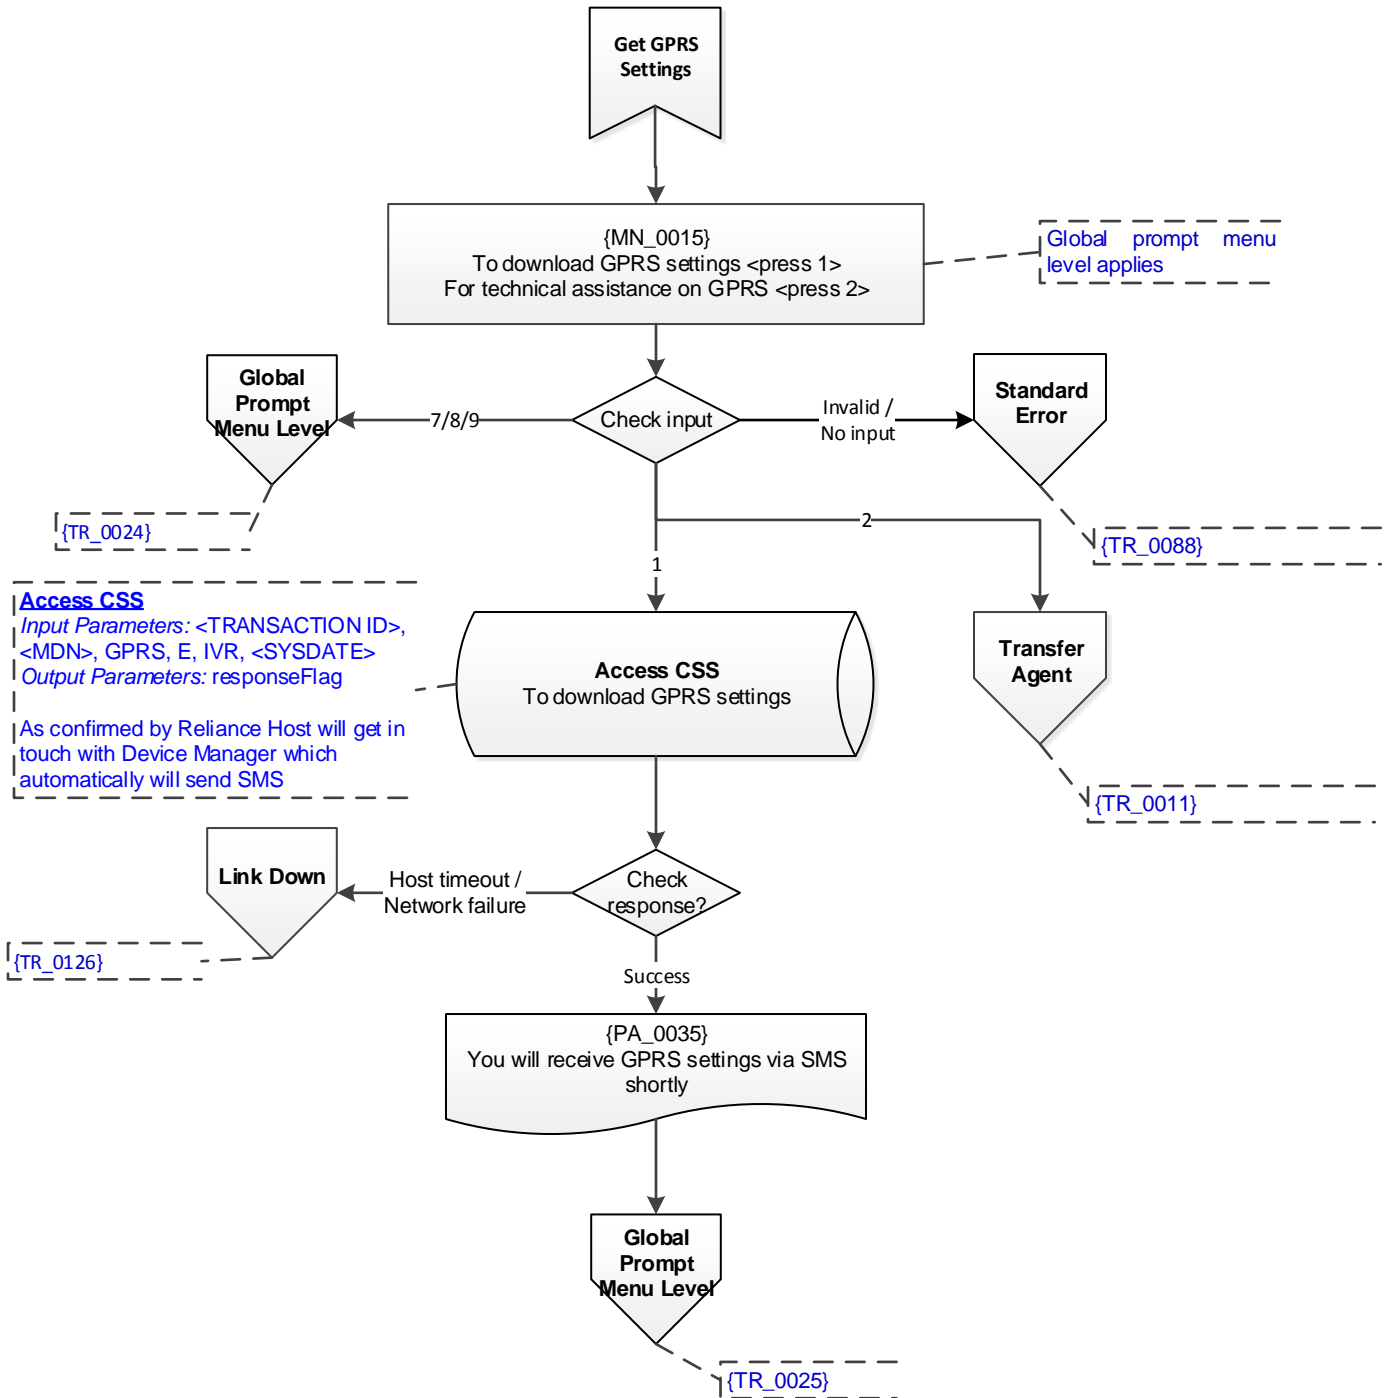 Get GPRS
Settings
{MN_0015}
To download GPRS settings <press 1>
For technical assistance on GPRS <press 2>
Global prompt menu
level applies
Global
Prompt
Menu Level
7/8/9
Check input
Invalid /
No input
Standard
Error
{TR_0024}
2
{TR_0088}
1
Access CSS
Input Parameters: <TRANSACTION ID>,
<MDN>, GPRS, E, IVR, <SYSDATE>
Output Parameters: responseFlag
As confirmed by Reliance Host will get in
touch with Device Manager which
automatically will send SMS
Access CSS
To download GPRS settings
Transfer
Agent
{TR_0011}
Link Down
Host timeout /
Network failure
Check
response?
{TR_0126}
Success
{PA_0035}
You will receive GPRS settings via SMS
shortly
Global
Prompt
Menu Level
{TR_0025}